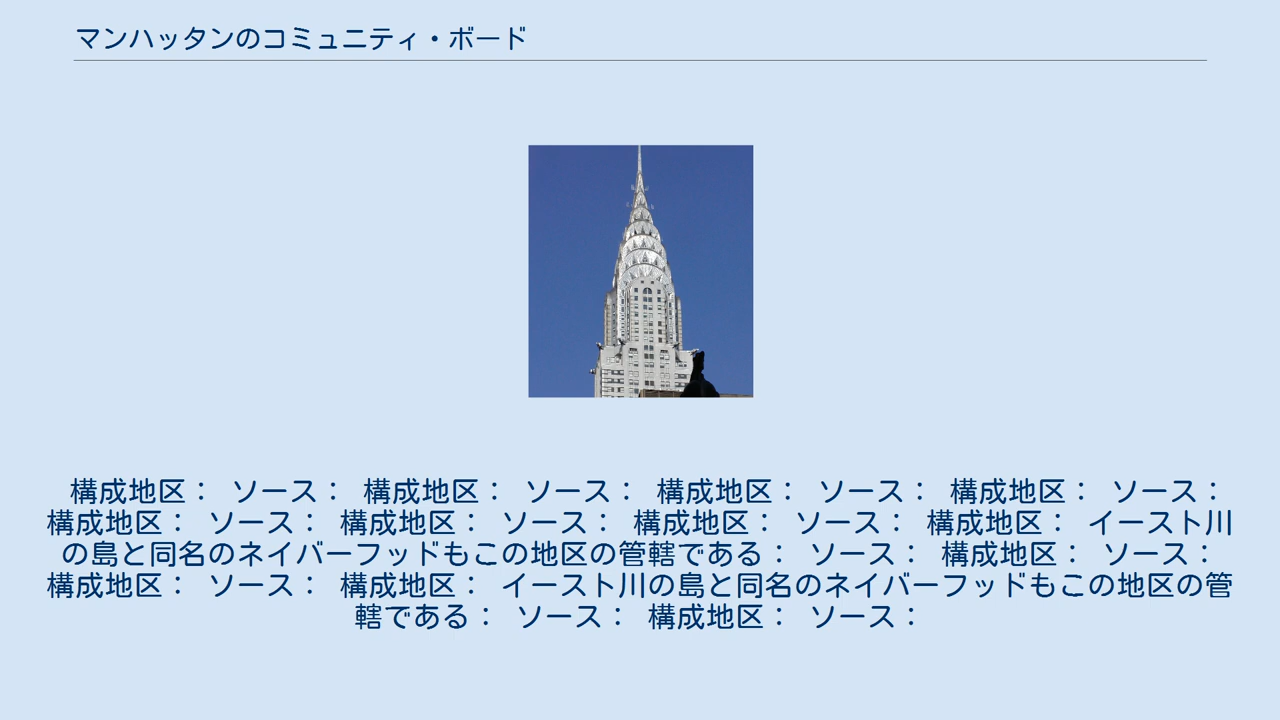 マンハッタンのコミュニティ・ボード
構成地区： ソース： 構成地区： ソース： 構成地区： ソース： 構成地区： ソース：
構成地区： ソース： 構成地区： ソース： 構成地区： ソース： 構成地区： イースト川
の島と同名のネイバーフッドもこの地区の管轄である： ソース： 構成地区： ソース：
構成地区： ソース： 構成地区： イースト川の島と同名のネイバーフッドもこの地区の管
轄である： ソース： 構成地区： ソース：